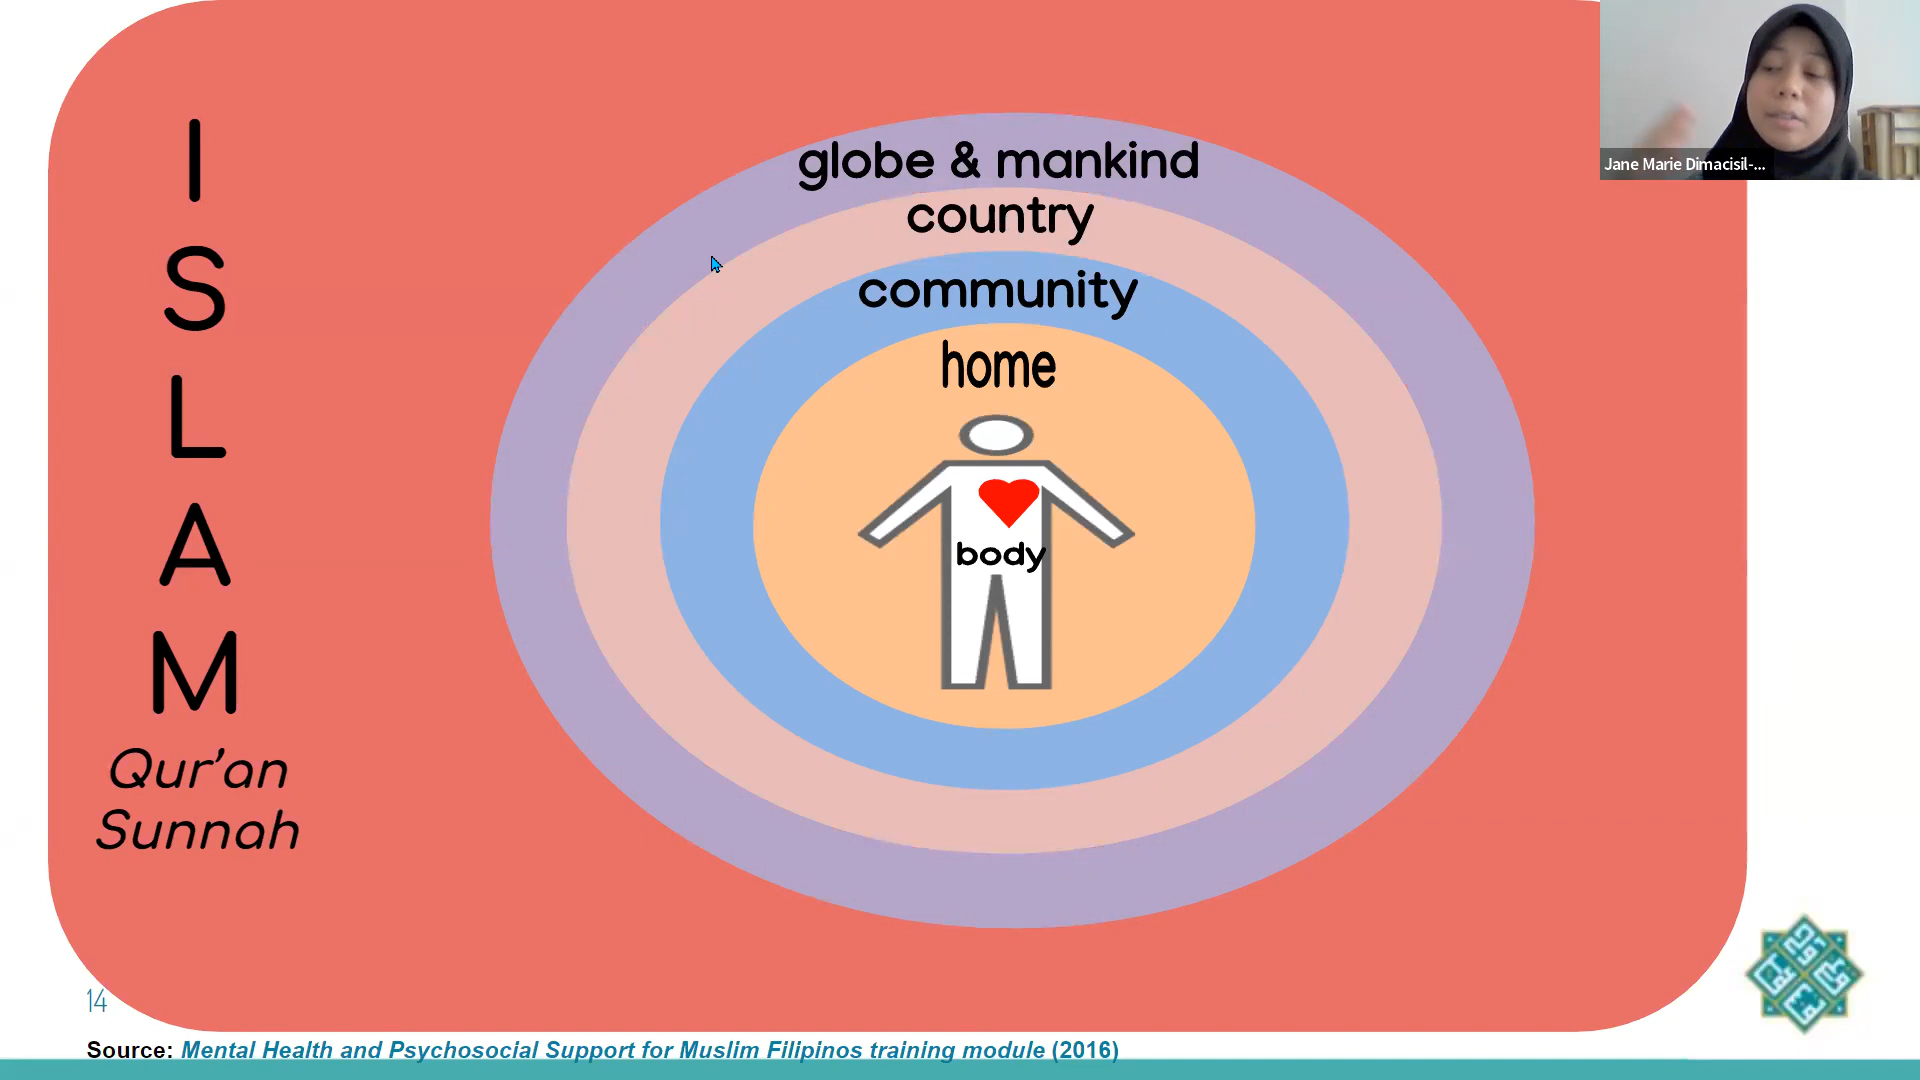 I
S
L
A
M
Qur'an
Sunnah
globe & mankind
country
community
home
body
Jane Marie Dimacisil-...
14
Source: Mental Health and Psychosocial Support for Muslim Filipinos training module (2016)